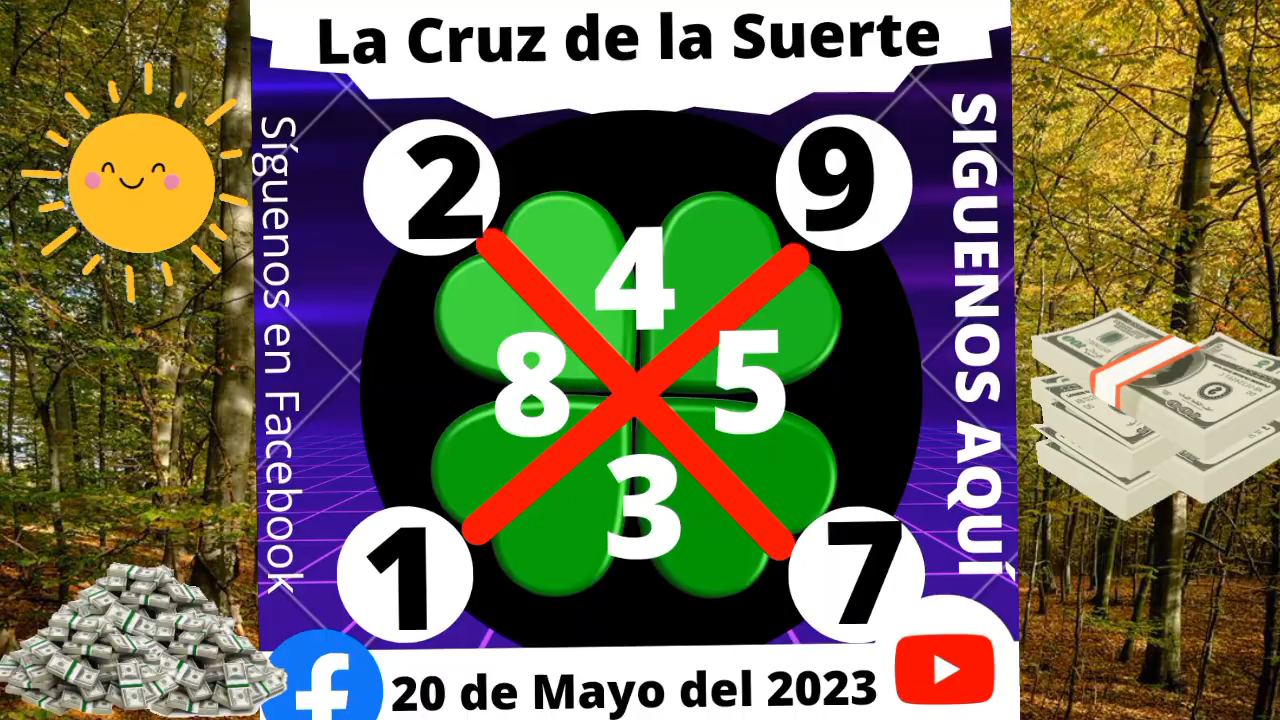 La Cruz de la Suerte
Síguenos en Facebook
SIGUENOS AQUÍ
2
9
4
8
5
3
1
7
20 de Mayo del 2023